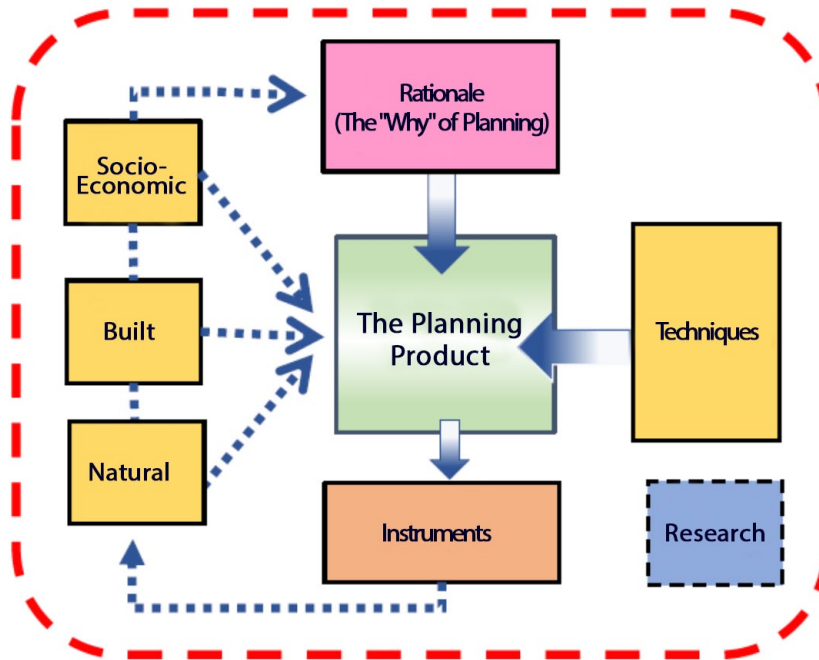 Rationale
(The "Why" of Planning)
Socio-
Economic
Built
Natural
The Planning
Product
Techniques
Instruments
Research